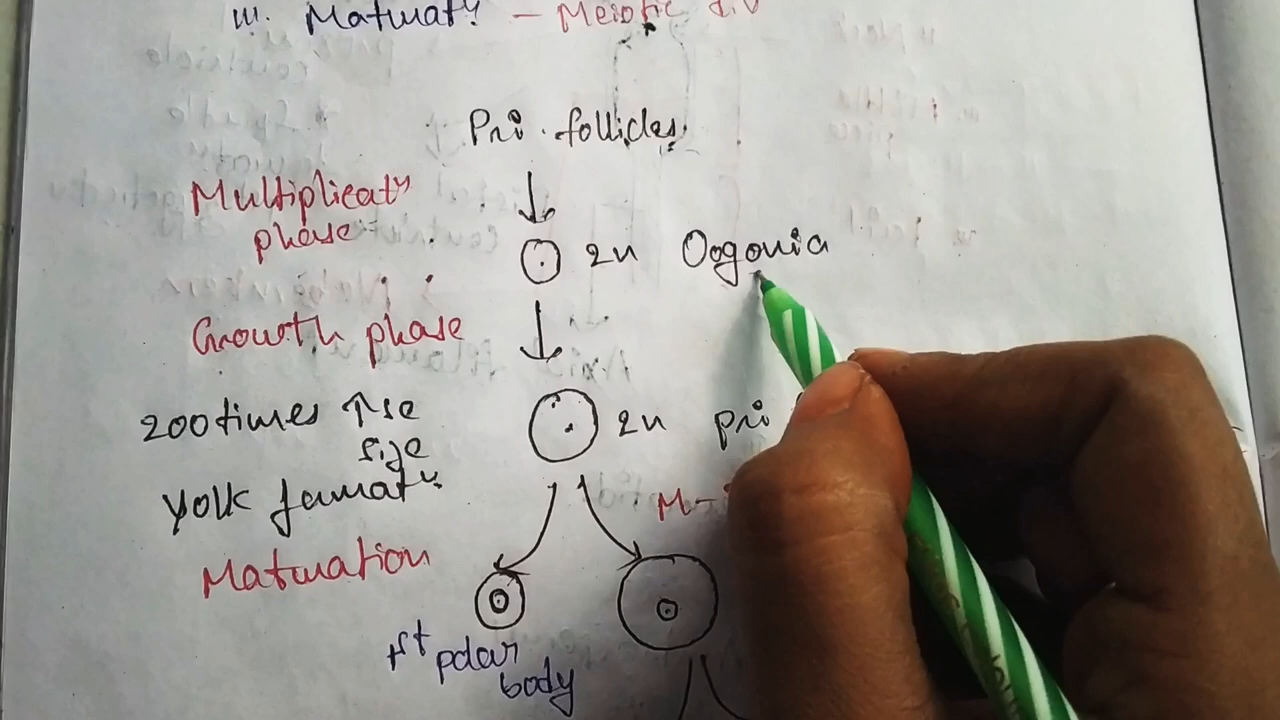 III. Maturatⁿ — Meiotic div
Pri. follicles
Multiplicatⁿ
phase
2n Oogonia
Growth phase
200 times ↑se
size
2n pri
Yolk formatⁿ
M-
Maturation
1st polar
body